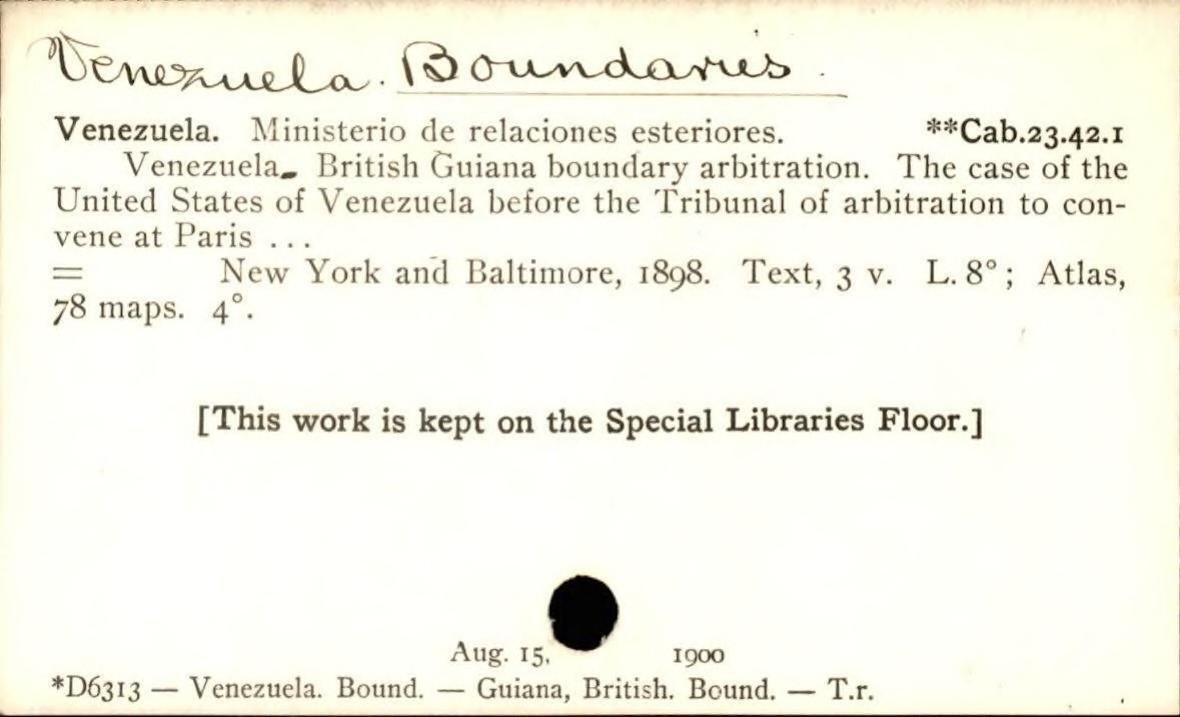 Venezuela. Boundaries.
Venezuela. Ministerio de relaciones esteriores. **Cab.23.42.1
Venezuela- British Guiana boundary arbitration. The case of the
United States of Venezuela before the Tribunal of arbitration to con-
vene at Paris ...
= New York and Baltimore, 1898. Text, 3 v. L. 8°; Atlas,
78 maps. 4°.
[This work is kept on the Special Libraries Floor.]
Aug. 15, 1900
*D6313 — Venezuela. Bound. — Guiana, British. Bound. — T.r.